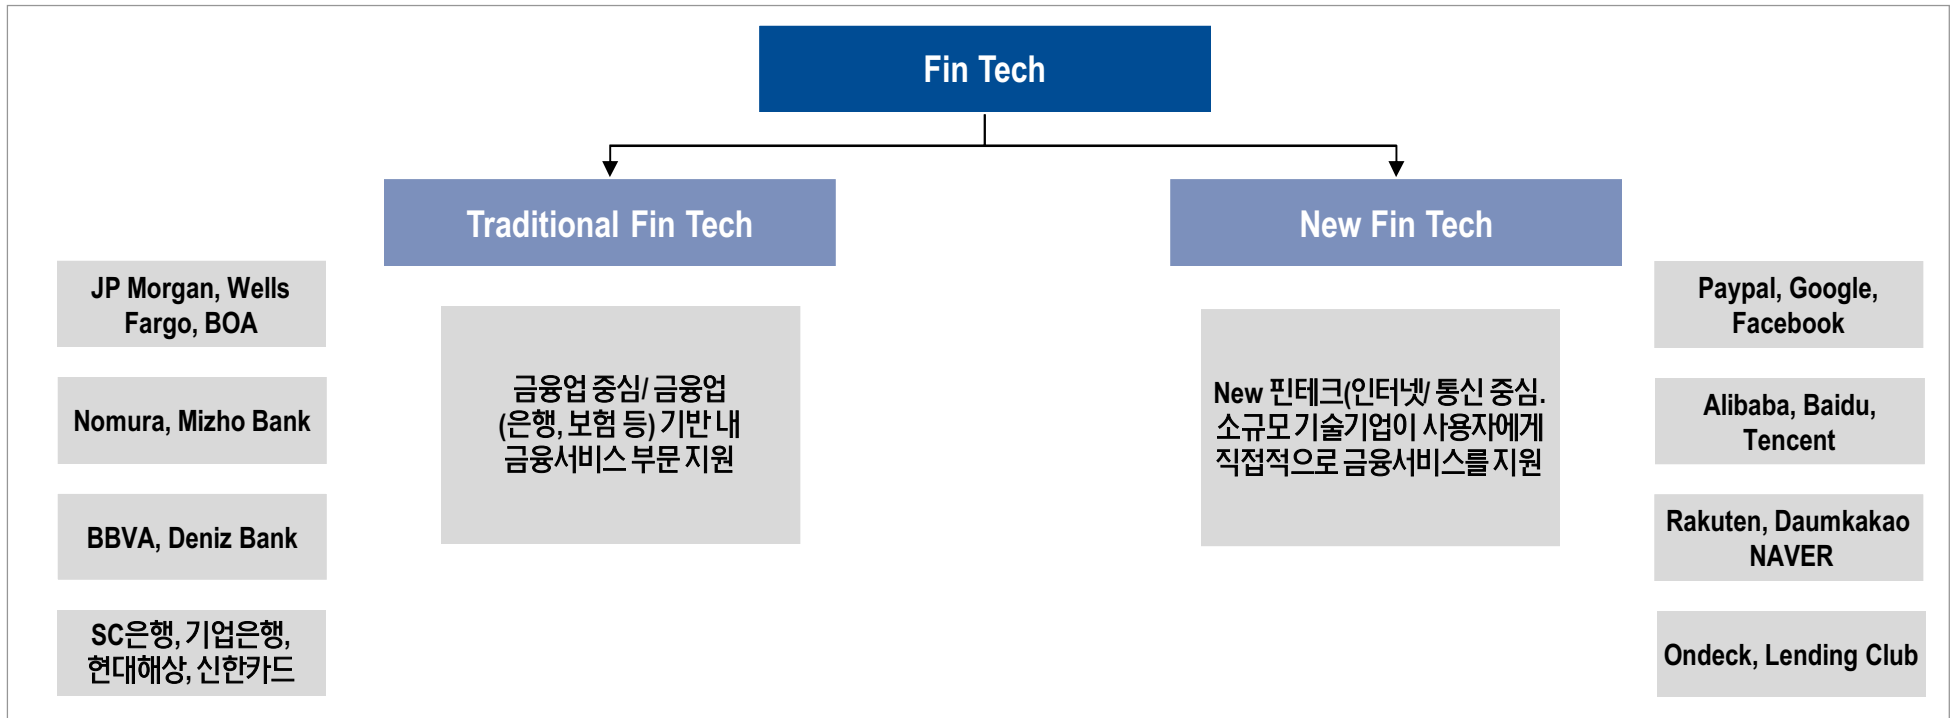 Fin Tech
Traditional Fin Tech
New Fin Tech
JP Morgan, Wells
Fargo, BOA
Nomura, Mizho Bank
BBVA, Deniz Bank
SC은행, 기업은행,
현대해상, 신한카드
금융업 중심/ 금융업
(은행, 보험 등) 기반 내
금융서비스 부문 지원
New 핀테크(인터넷/ 통신 중심.
소규모 기술기업이 사용자에게
직접적으로 금융서비스를 지원
Paypal, Google,
Facebook
Alibaba, Baidu,
Tencent
Rakuten, Daumkakao
NAVER
Ondeck, Lending Club